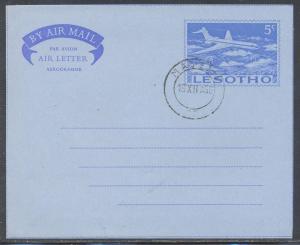 BY AIR MAIL
PAR AVION
AIR LETTER
AEROGRAMME
5c
LESOTHO